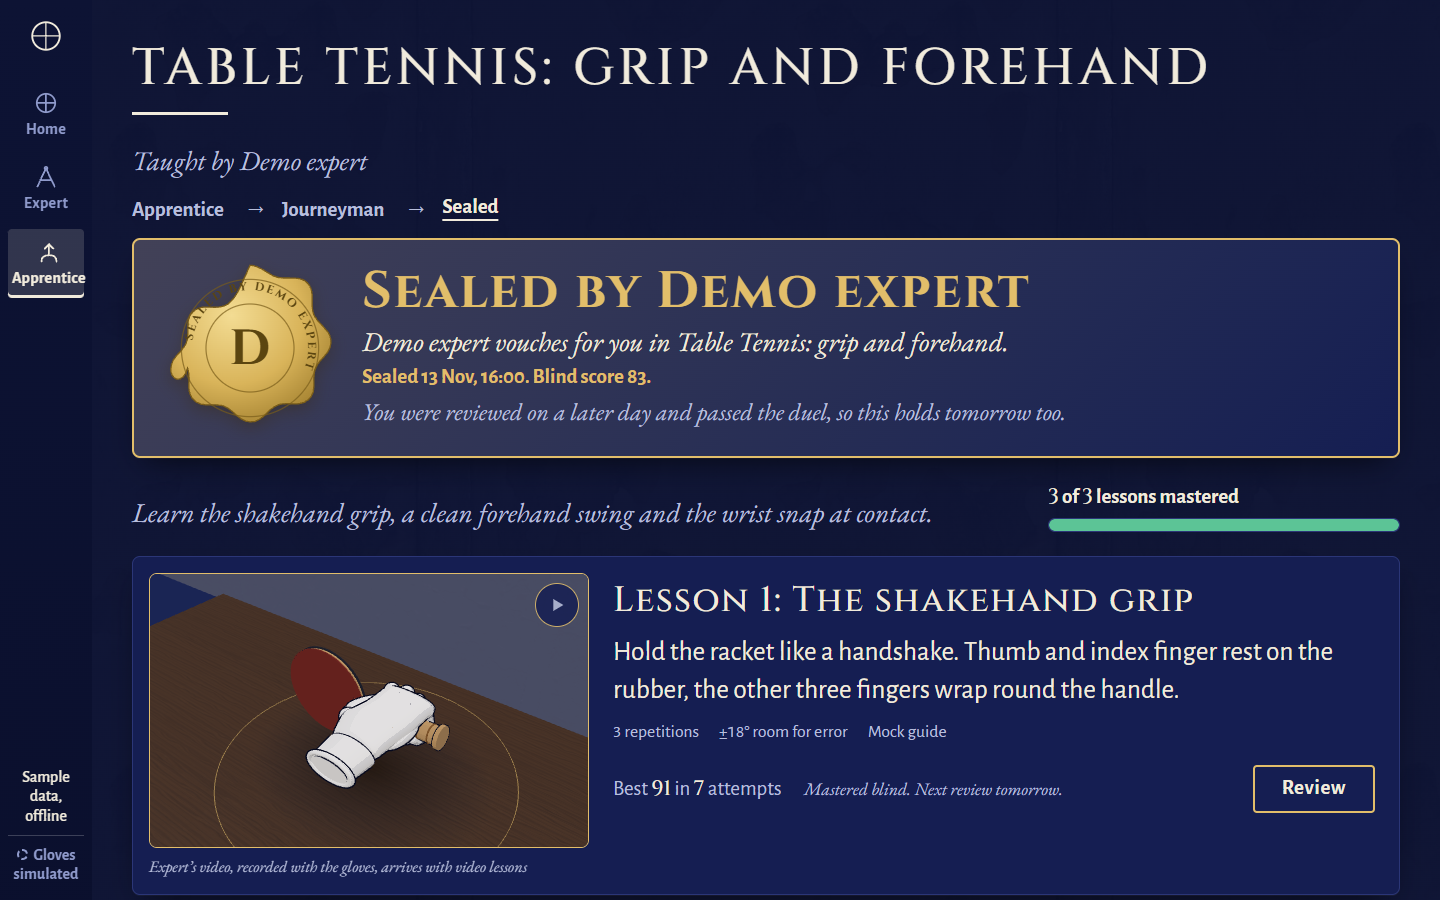 TABLE TENNIS: GRIP AND FOREHAND
Home
Expert
Apprentice
Sample
data,
offline
Gloves
simulated
Taught by Demo expert
Apprentice → Journeyman → Sealed
SEALED BY DEMO EXPERT
D
Sealed by Demo expert
Demo expert vouches for you in Table Tennis: grip and forehand.
Sealed 13 Nov, 16:00. Blind score 83.
You were reviewed on a later day and passed the duel, so this holds tomorrow too.
Learn the shakehand grip, a clean forehand swing and the wrist snap at contact.
3 of 3 lessons mastered
Lesson 1: The shakehand grip
Hold the racket like a handshake. Thumb and index finger rest on the
rubber, the other three fingers wrap round the handle.
3 repetitions ±18° room for error Mock guide
Best 91 in 7 attempts Mastered blind. Next review tomorrow.
Review
Expert’s video, recorded with the gloves, arrives with video lessons